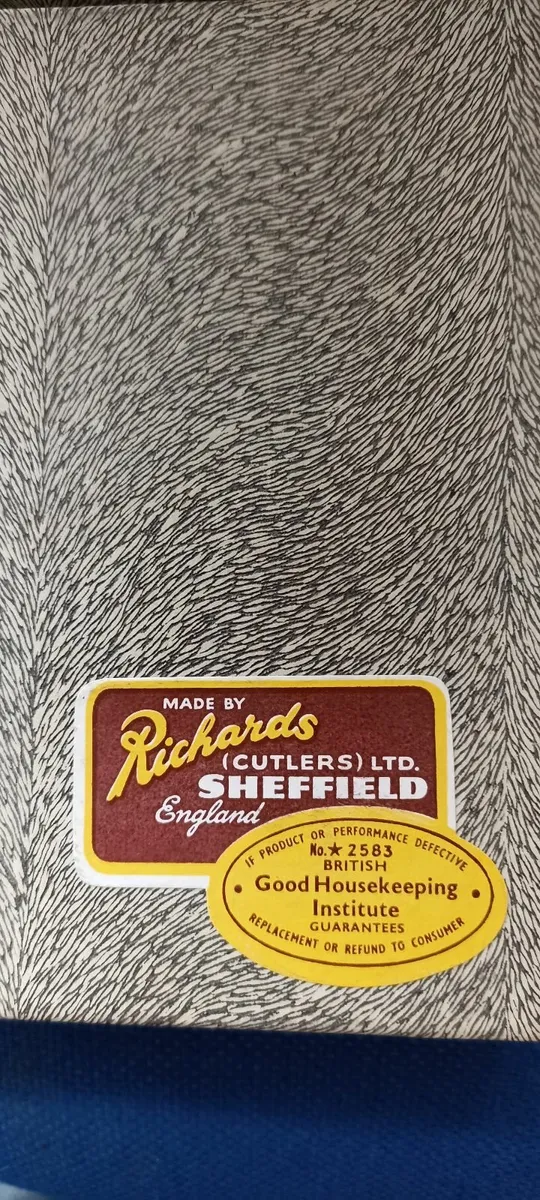 MADE BY
Richards
(CUTLERS) LTD.
SHEFFIELD
England
IF PRODUCT OR PERFORMANCE DEFECTIVE
No. ★ 2583
BRITISH
Good Housekeeping
Institute
GUARANTEES
REPLACEMENT OR REFUND TO CONSUMER